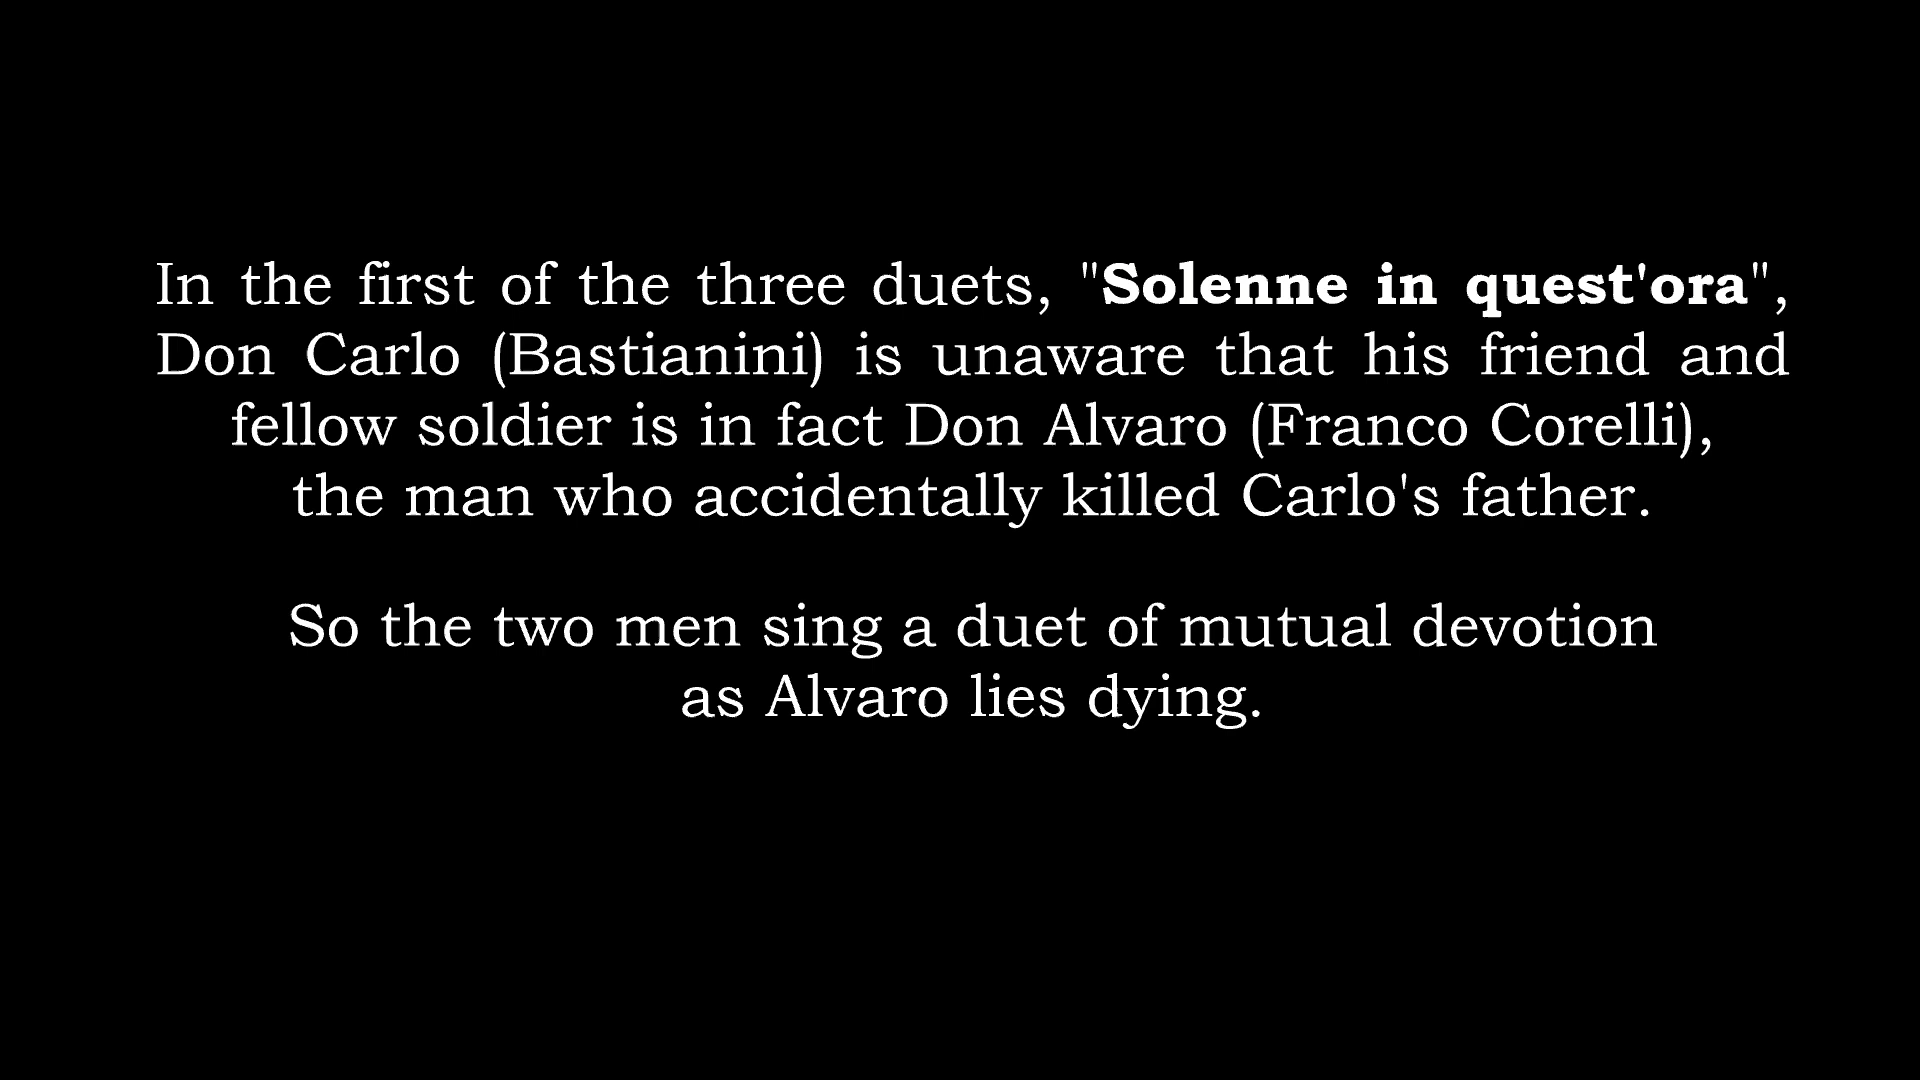 In the first of the three duets, "Solenne in quest'ora",
Don Carlo (Bastianini) is unaware that his friend and
fellow soldier is in fact Don Alvaro (Franco Corelli),
the man who accidentally killed Carlo's father.
So the two men sing a duet of mutual devotion
as Alvaro lies dying.